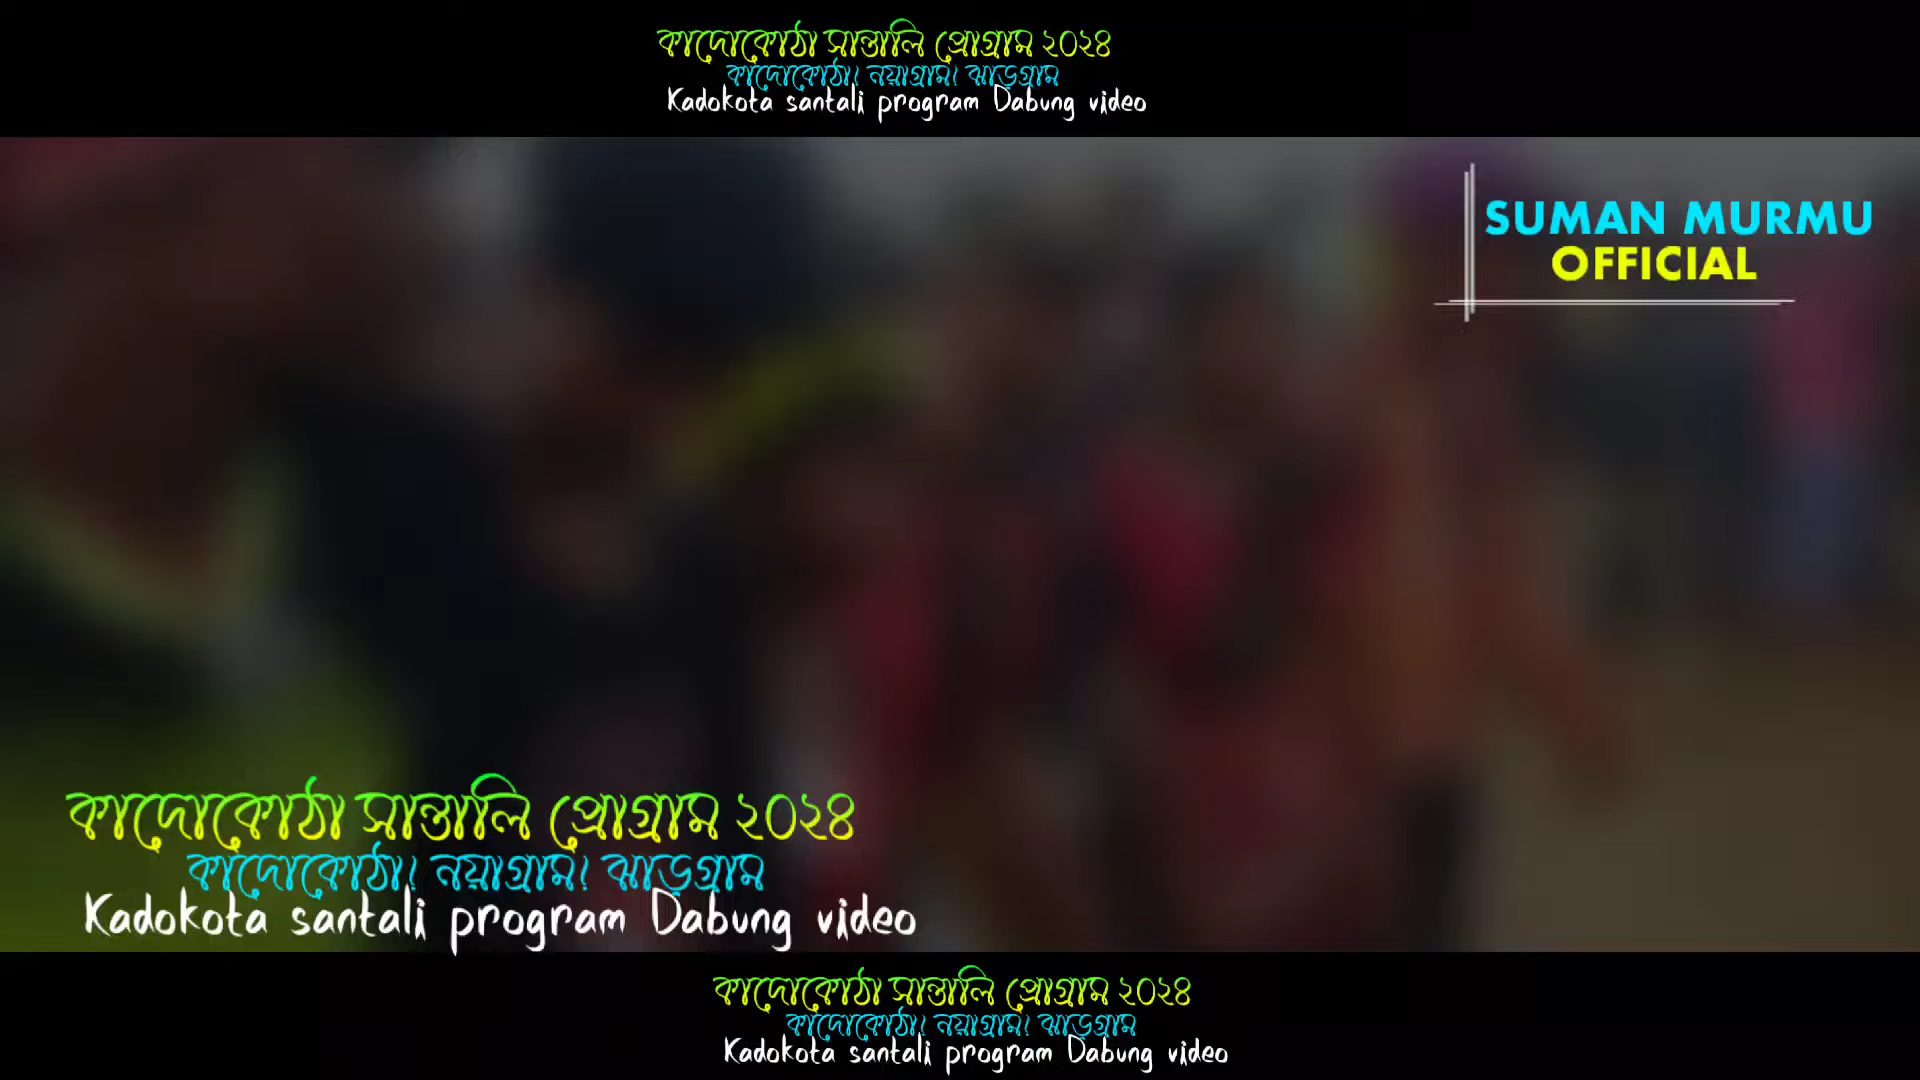 কাদোকোঠা সান্তালি প্রোগ্রাম ২০২৪
কাদোকোঠা। নয়াগ্রাম। ঝাড়গ্রাম
Kadokota santali program Dabung video
SUMAN MURMU
OFFICIAL
কাদোকোঠা সান্তালি প্রোগ্রাম ২০২৪
কাদোকোঠা। নয়াগ্রাম। ঝাড়গ্রাম
Kadokota santali program Dabung video
কাদোকোঠা সান্তালি প্রোগ্রাম ২০২৪
কাদোকোঠা। নয়াগ্রাম। ঝাড়গ্রাম
Kadokota santali program Dabung video